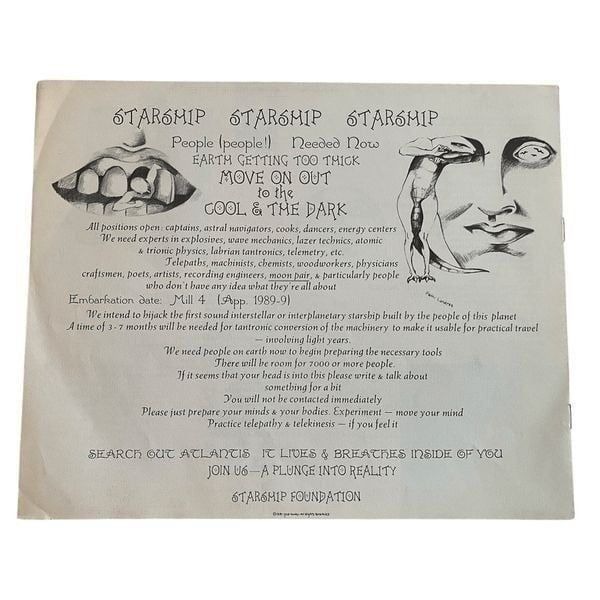 STARSHIP STARSHIP STARSHIP
People (people!) Needed Now
EARTH GETTING TOO THICK
MOVE ON OUT
to the
COOL & THE DARK
All positions open: captains, astral navigators, cooks, dancers, energy centers
We need experts in explosives, wave mechanics, lazer technics, atomic
& trionic physics, labrian tantronics, telemetry, etc.
Telepaths, machinists, chemists, woodworkers, physicians
craftsmen, poets, artists, recording engineers, moon pair, & particularly people
who don't have any idea what they're all about
Embarkation date: Mill 4 (App. 1989-9)
We intend to hijack the first sound interstellar or interplanetary starship built by the people of this planet
A time of 3-7 months will be needed for tantronic conversion of the machinery to make it usable for practical travel
— involving light years.
We need people on earth now to begin preparing the necessary tools
There will be room for 7000 or more people.
If it seems that your head is into this please write & talk about
something for a bit
You will not be contacted immediately
Please just prepare your minds & your bodies. Experiment — move your mind
Practice telepathy & telekinesis — if you feel it
SEARCH OUT ATLANTIS IT LIVES & BREATHES INSIDE OF YOU
JOIN US—A PLUNGE INTO REALITY
STARSHIP FOUNDATION